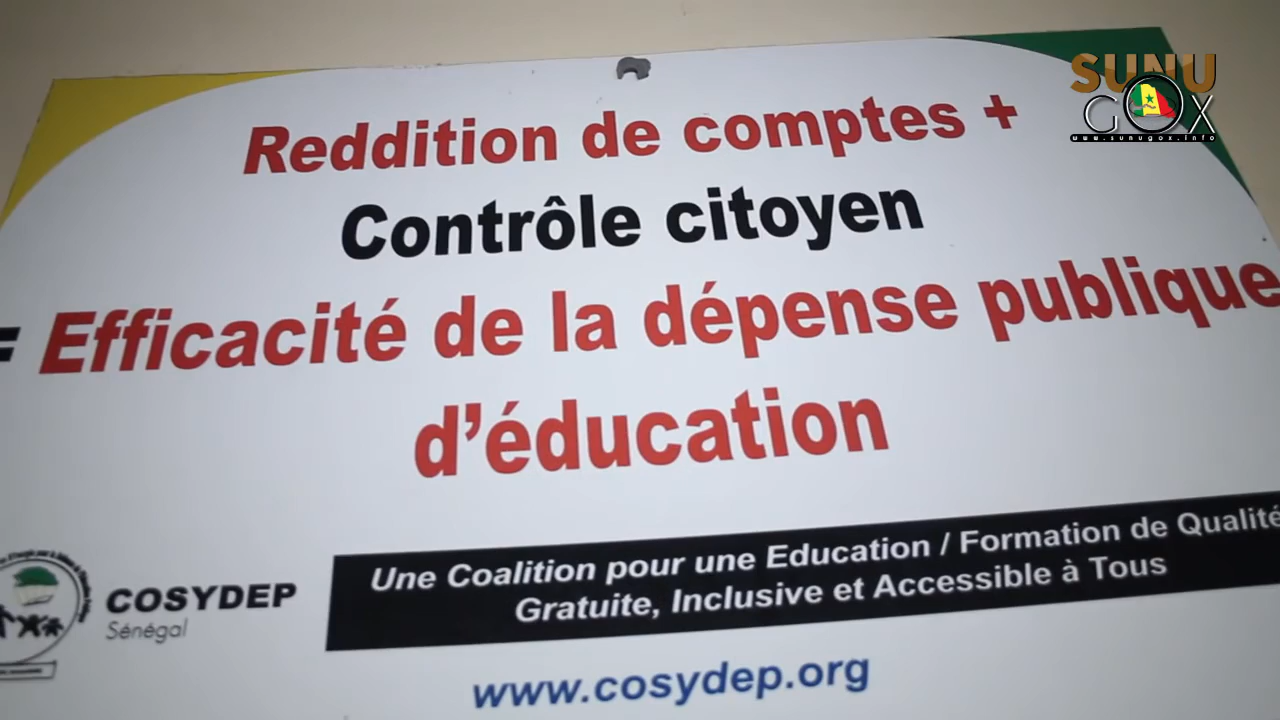 SUNU
GOX
www.sunugox.info
Reddition de comptes +
Contrôle citoyen
= Efficacité de la dépense publique
d'éducation
COSYDEP
Sénégal
Une Coalition pour une Education / Formation de Qualité
Gratuite, Inclusive et Accessible à Tous
www.cosydep.org